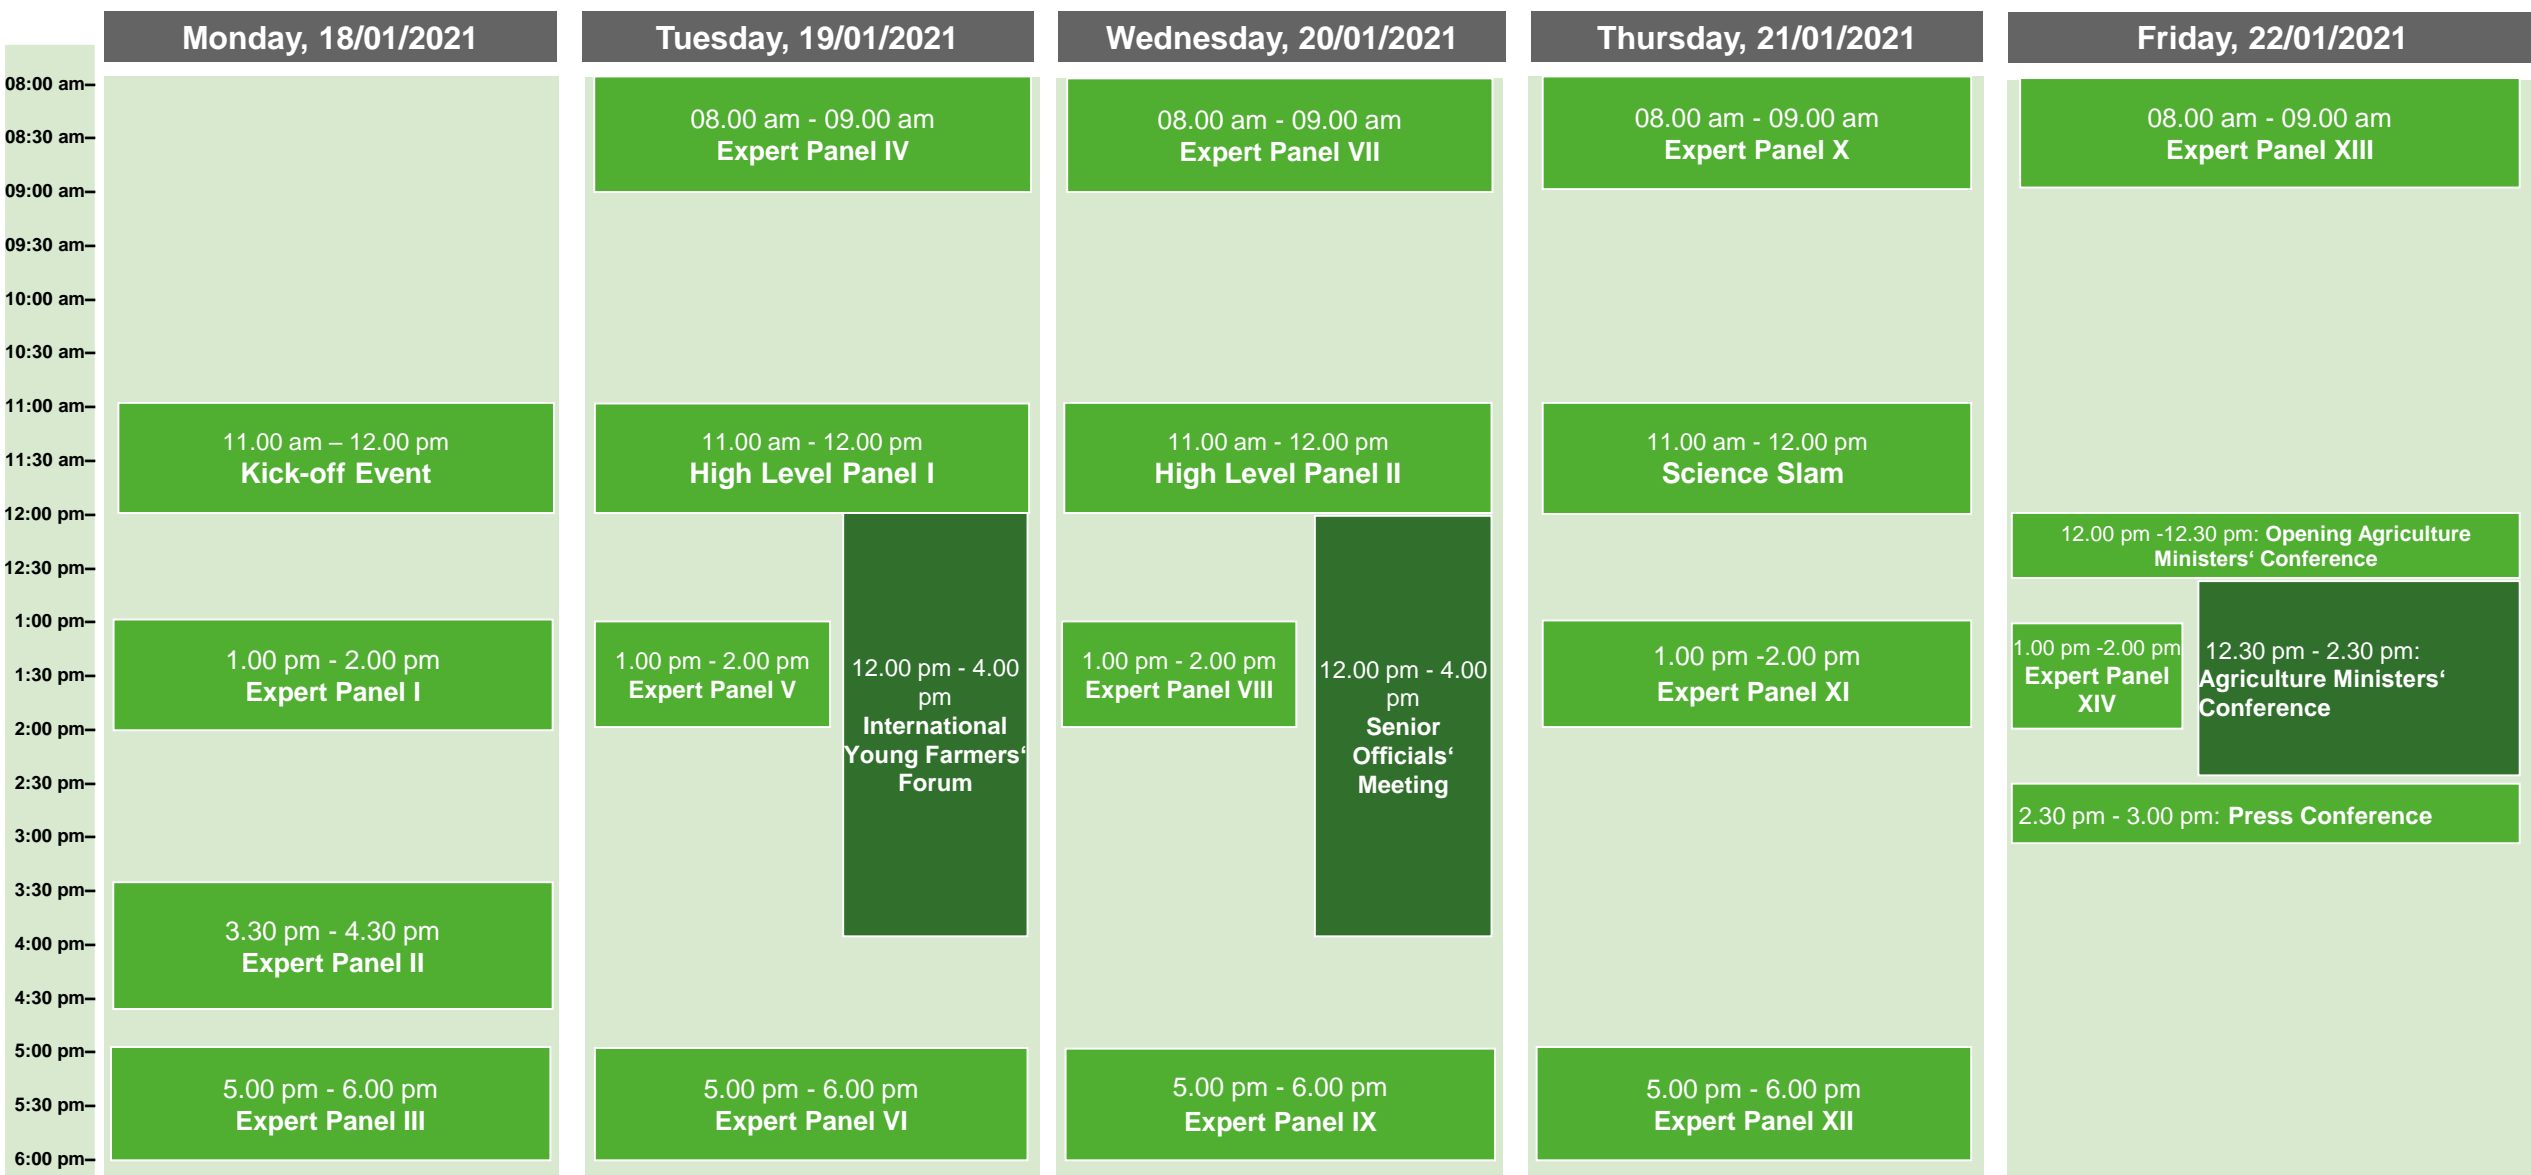 Monday, 18/01/2021
Tuesday, 19/01/2021
Wednesday, 20/01/2021
Thursday, 21/01/2021
Friday, 22/01/2021
08:00 am
08:30 am
09:00 am
09:30 am
10:00 am
10:30 am
11:00 am
11:30 am
12:00 pm
12:30 pm
1:00 pm
1:30 pm
2:00 pm
2:30 pm
3:00 pm
3:30 pm
4:00 pm
4:30 pm
5:00 pm
5:30 pm
6:00 pm
11.00 am – 12.00 pm
Kick-off Event
1.00 pm - 2.00 pm
Expert Panel I
3.30 pm - 4.30 pm
Expert Panel II
5.00 pm - 6.00 pm
Expert Panel III
08.00 am - 09.00 am
Expert Panel IV
11.00 am - 12.00 pm
High Level Panel I
1.00 pm - 2.00 pm
Expert Panel V
12.00 pm - 4.00
pm
International
Young Farmers‘
Forum
5.00 pm - 6.00 pm
Expert Panel VI
08.00 am - 09.00 am
Expert Panel VII
11.00 am - 12.00 pm
High Level Panel II
1.00 pm - 2.00 pm
Expert Panel VIII
12.00 pm - 4.00
pm
Senior
Officials‘
Meeting
5.00 pm - 6.00 pm
Expert Panel IX
08.00 am - 09.00 am
Expert Panel X
11.00 am - 12.00 pm
Science Slam
1.00 pm -2.00 pm
Expert Panel XI
5.00 pm - 6.00 pm
Expert Panel XII
08.00 am - 09.00 am
Expert Panel XIII
12.00 pm -12.30 pm: Opening Agriculture
Ministers‘ Conference
1.00 pm -2.00 pm
Expert Panel
XIV
12.30 pm - 2.30 pm:
Agriculture Ministers‘
Conference
2.30 pm - 3.00 pm: Press Conference